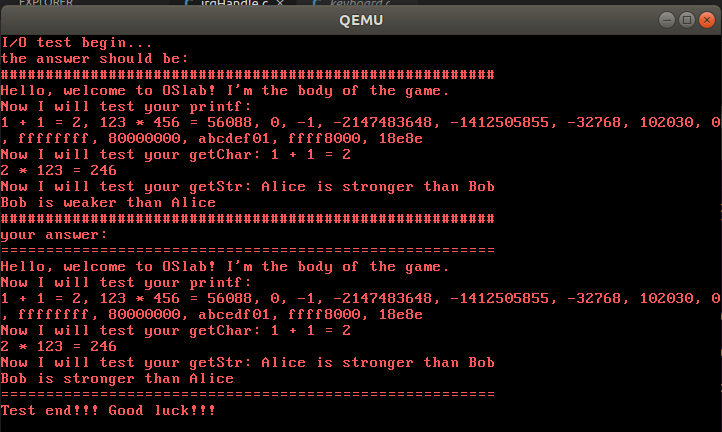 EXPLORER irqHandle.c × keyboard.c
QEMU
I/O test begin...
the answer should be:
#######################################################
Hello, welcome to OSlab! I'm the body of the game.
Now I will test your printf:
1 + 1 = 2, 123 * 456 = 56088, 0, -1, -2147483648, -1412505855, -32768, 102030, 0
, ffffffff, 80000000, abcdef01, ffff8000, 18e8e
Now I will test your getChar: 1 + 1 = 2
2 * 123 = 246
Now I will test your getStr: Alice is stronger than Bob
Bob is weaker than Alice
#######################################################
your answer:
=======================================================
Hello, welcome to OSlab! I'm the body of the game.
Now I will test your printf:
1 + 1 = 2, 123 * 456 = 56088, 0, -1, -2147483648, -1412505855, -32768, 102030, 0
, ffffffff, 80000000, abcedf01, ffff8000, 18e8e
Now I will test your getChar: 1 + 1 = 2
2 * 123 = 246
Now I will test your getStr: Alice is stronger than Bob
Bob is stronger than Alice
=======================================================
Test end!!! Good luck!!!